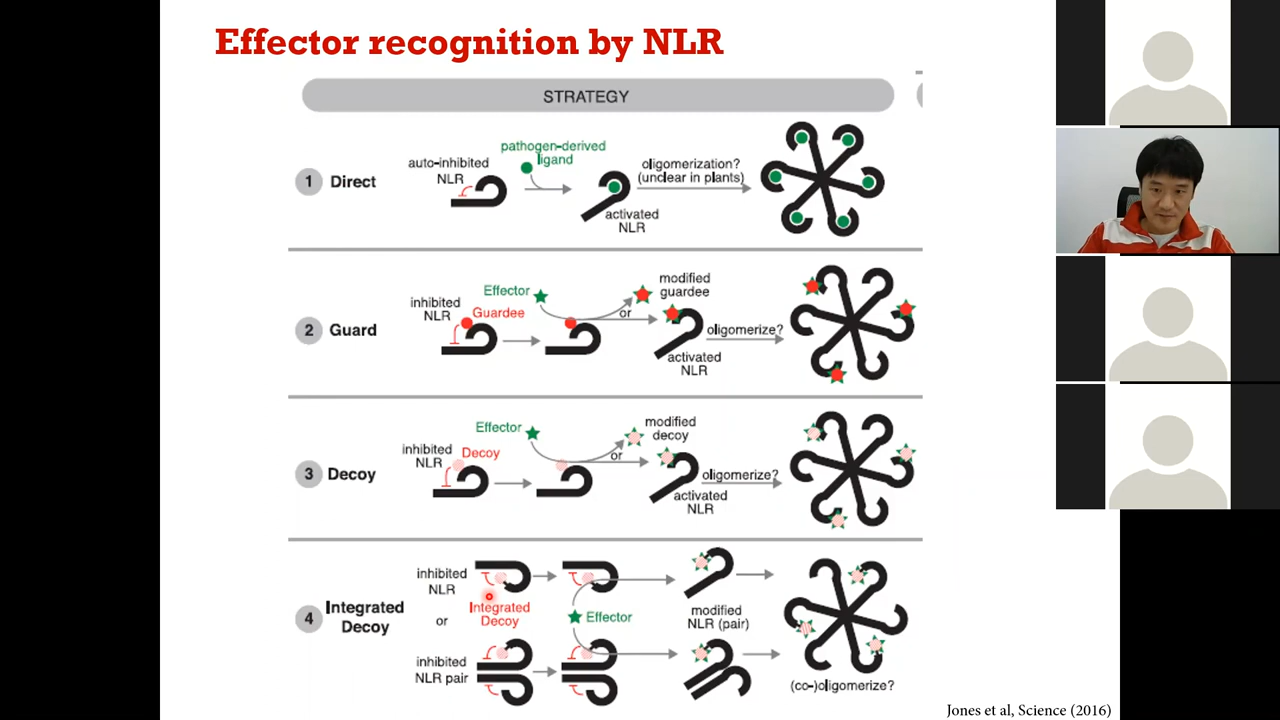 Effector recognition by NLR
STRATEGY
1 Direct
auto-inhibited
NLR
pathogen-derived
ligand
activated
NLR
oligomerization?
(unclear in plants)
2 Guard
inhibited
NLR
Guardee
Effector
or
modified
guardee
activated
NLR
oligomerize?
3 Decoy
inhibited
NLR
Decoy
Effector
or
modified
decoy
activated
NLR
oligomerize?
4 Integrated
Decoy
inhibited
NLR
or
inhibited
NLR pair
Integrated
Decoy
Effector
modified
NLR (pair)
(co-)oligomerize?
Jones et al, Science (2016)